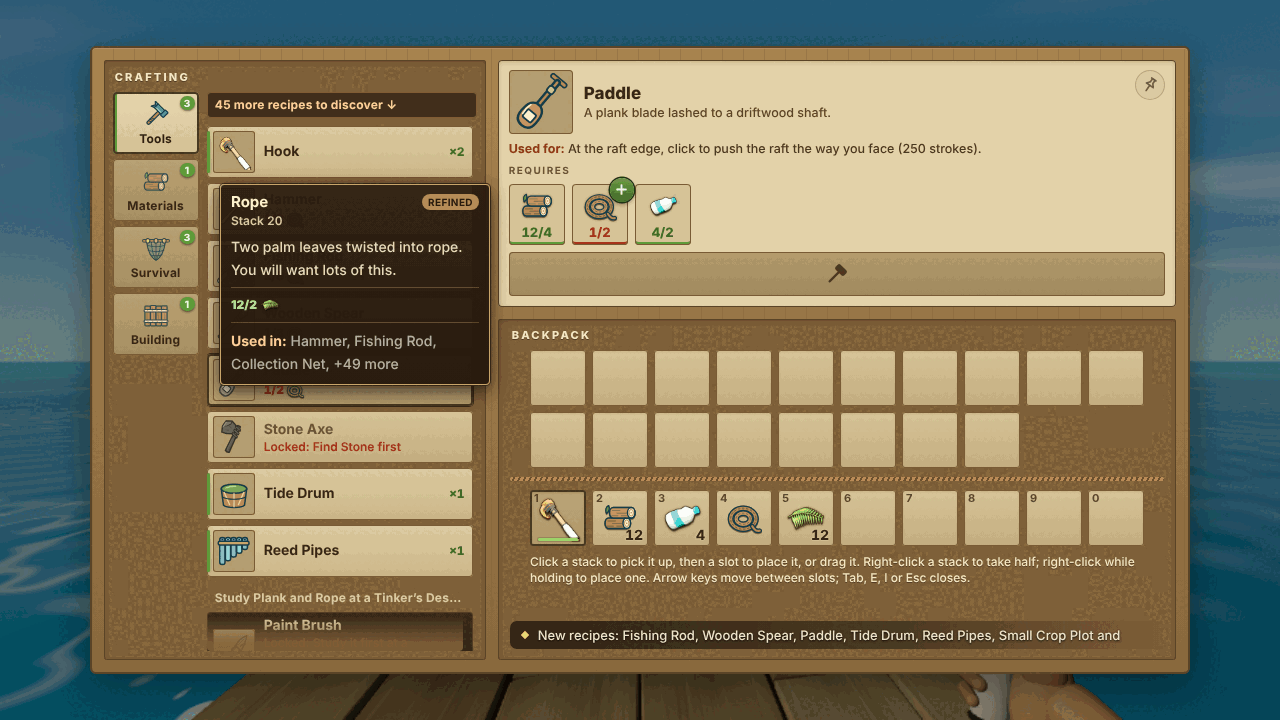 CRAFTING
3
Tools
1
Materials
3
Survival
1
Building
45 more recipes to discover ↓
Hook
×2
Rope
REFINED
Stack 20
Two palm leaves twisted into rope.
You will want lots of this.
12/2
Used in: Hammer, Fishing Rod,
Collection Net, +49 more
1/2
Stone Axe
Locked: Find Stone first
Tide Drum
×1
Reed Pipes
×1
Study Plank and Rope at a Tinker's Des…
Paint Brush
Paddle
A plank blade lashed to a driftwood shaft.
Used for: At the raft edge, click to push the raft the way you face (250 strokes).
REQUIRES
+
12/4
1/2
4/2
BACKPACK
1
2
12
3
4
4
5
12
6
7
8
9
0
Click a stack to pick it up, then a slot to place it, or drag it. Right-click a stack to take half; right-click while
holding to place one. Arrow keys move between slots; Tab, E, I or Esc closes.
New recipes: Fishing Rod, Wooden Spear, Paddle, Tide Drum, Reed Pipes, Small Crop Plot and